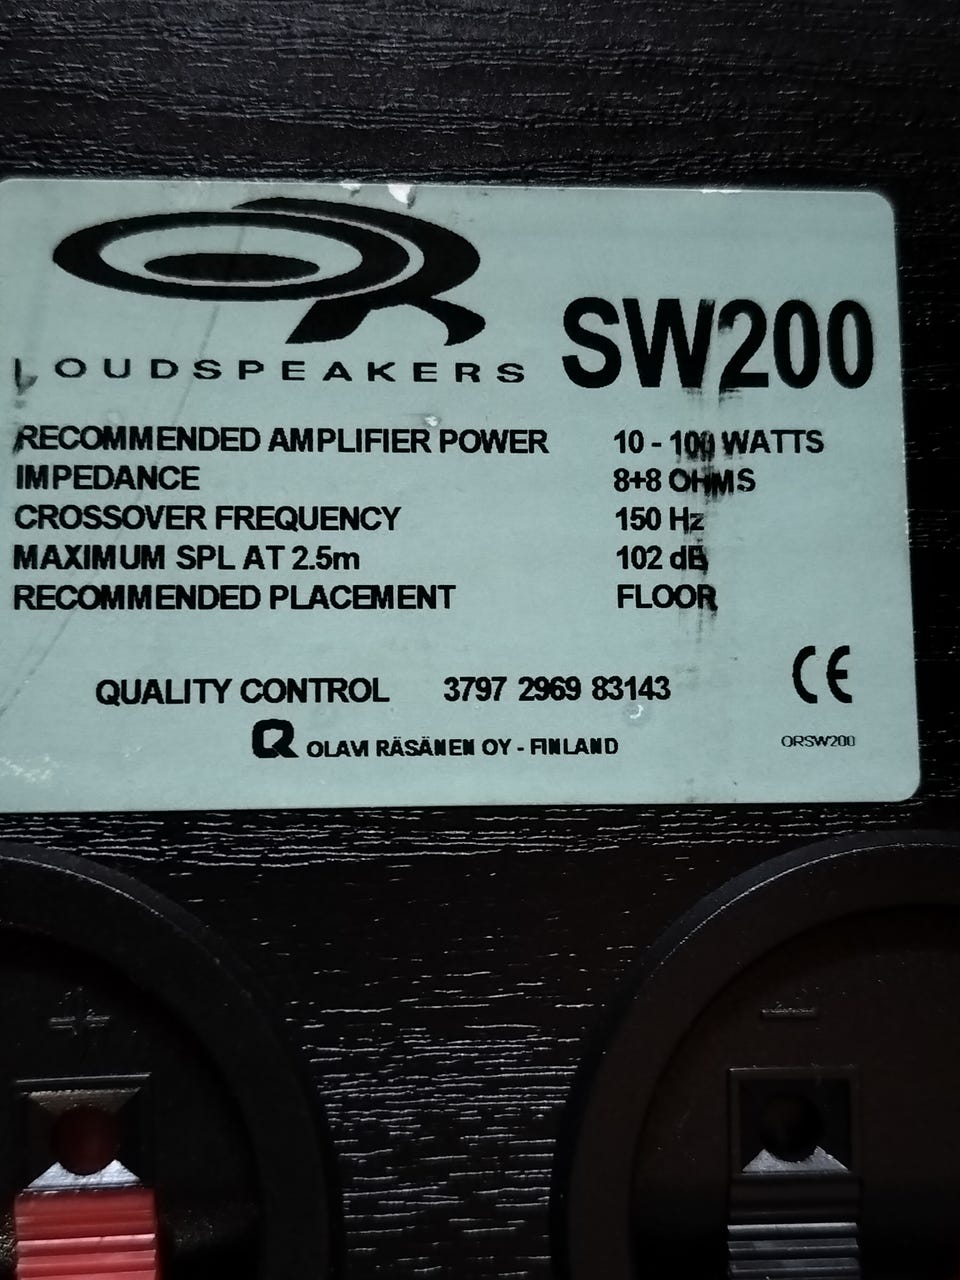 OR
LOUDSPEAKERS
SW200
RECOMMENDED AMPLIFIER POWER 10 - 100 WATTS
IMPEDANCE 8+8 OHMS
CROSSOVER FREQUENCY 150 Hz
MAXIMUM SPL AT 2.5m 102 dB
RECOMMENDED PLACEMENT FLOOR
QUALITY CONTROL 3797 2969 83143
CE
OLAVI RÄSÄNEN OY - FINLAND
ORSW200
+ −